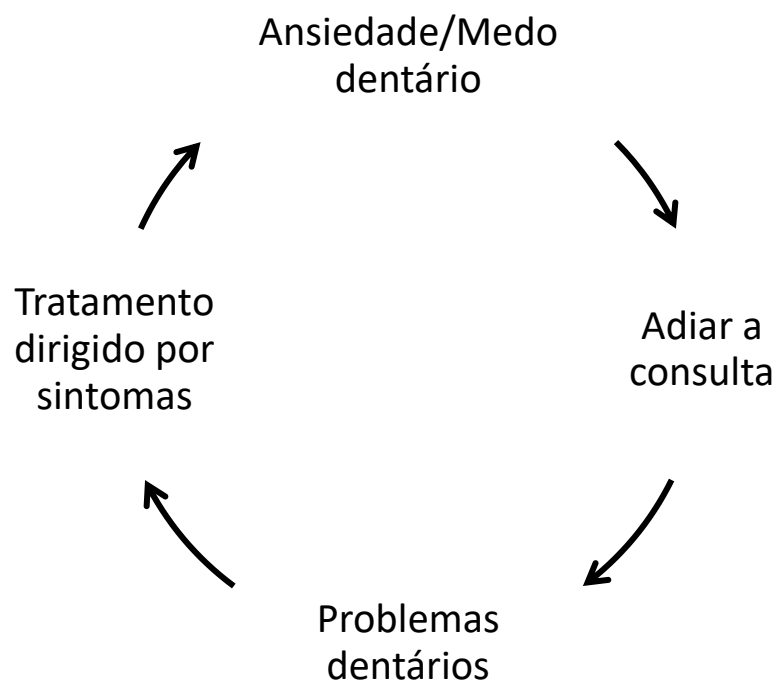 Ansiedade/Medo
dentário
Adiar a
consulta
Problemas
dentários
Tratamento
dirigido por
sintomas